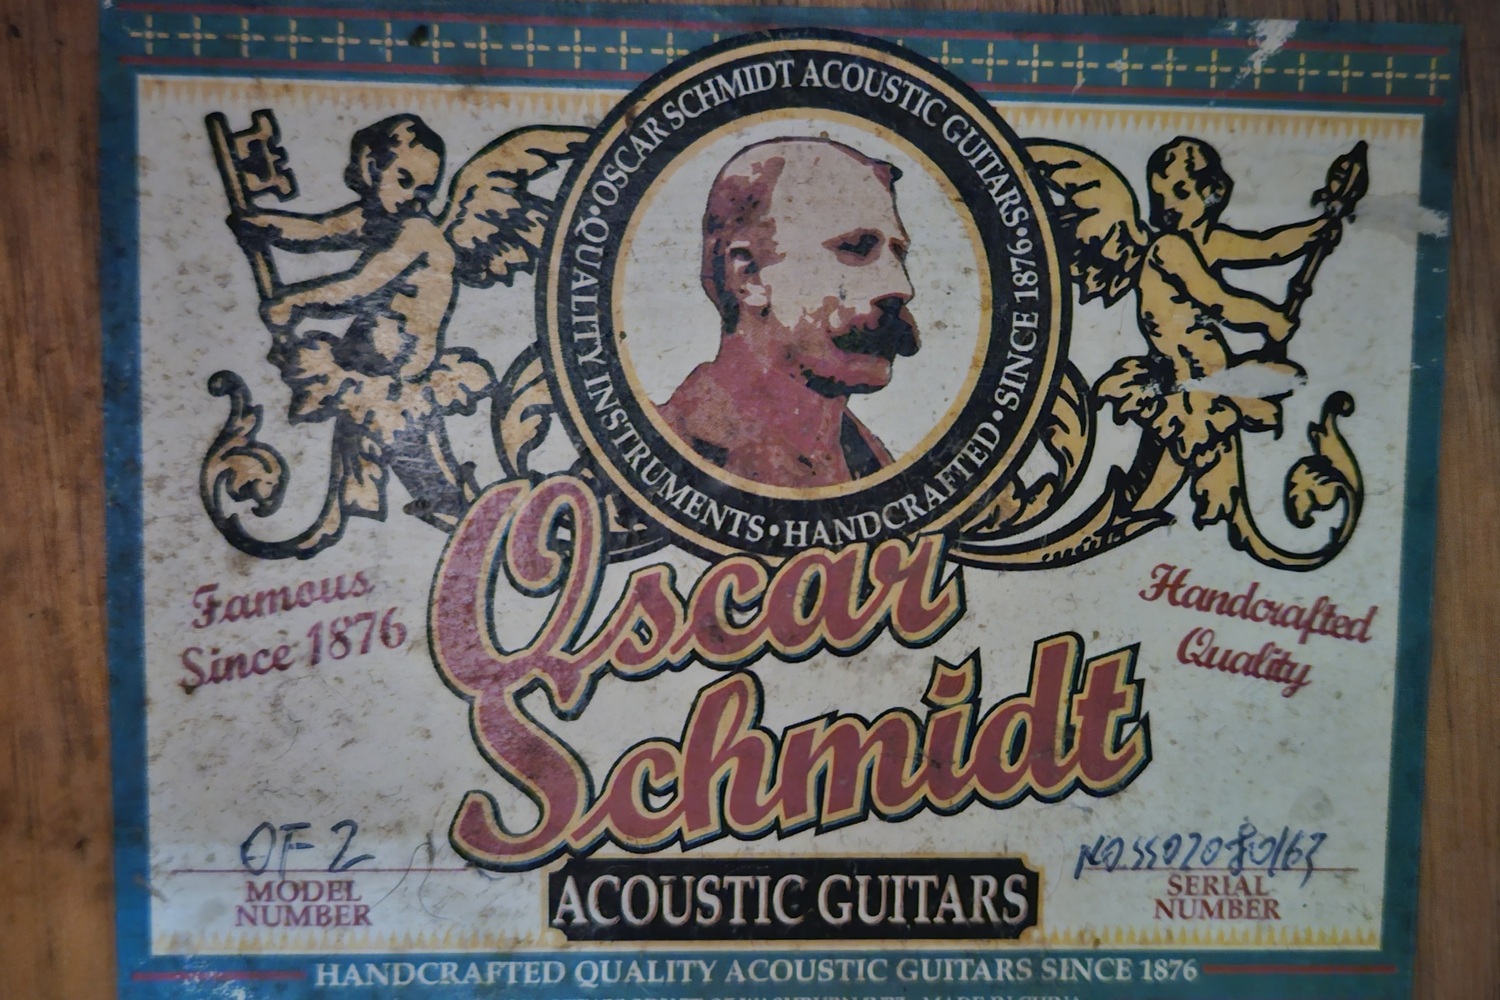 OSCAR SCHMIDT ACOUSTIC GUITARS • SINCE 1876 • HANDCRAFTED • QUALITY INSTRUMENTS •
Oscar
Schmidt
Famous
Since 1876
Handcrafted
Quality
OF 2
MODEL
NUMBER
ACOUSTIC GUITARS
SERIAL
NUMBER
HANDCRAFTED QUALITY ACOUSTIC GUITARS SINCE 1876